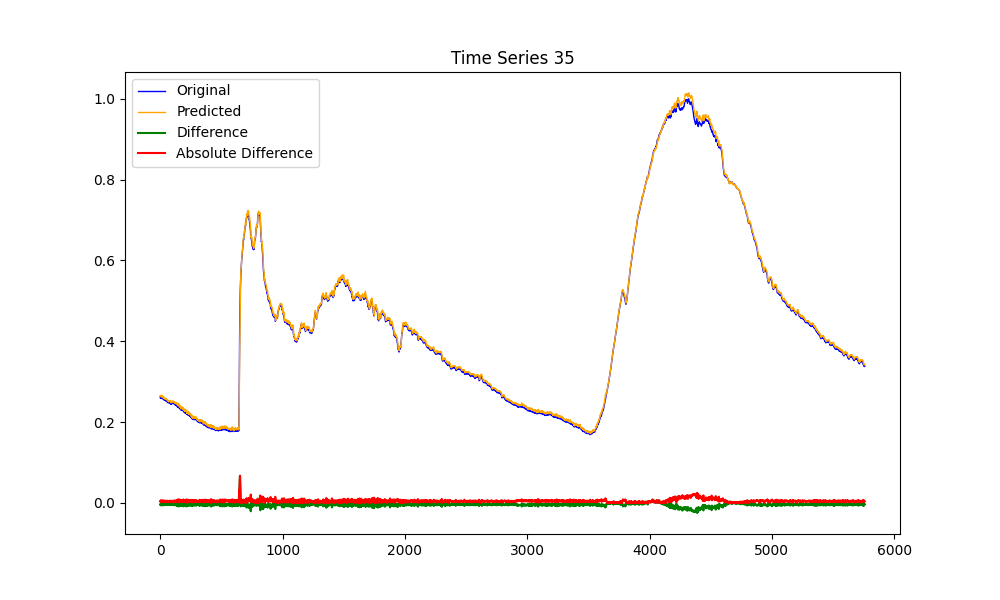 Time Series 35
Original
Predicted
Difference
Absolute Difference
1.0
0.8
0.6
0.4
0.2
0.0
0 1000 2000 3000 4000 5000 6000